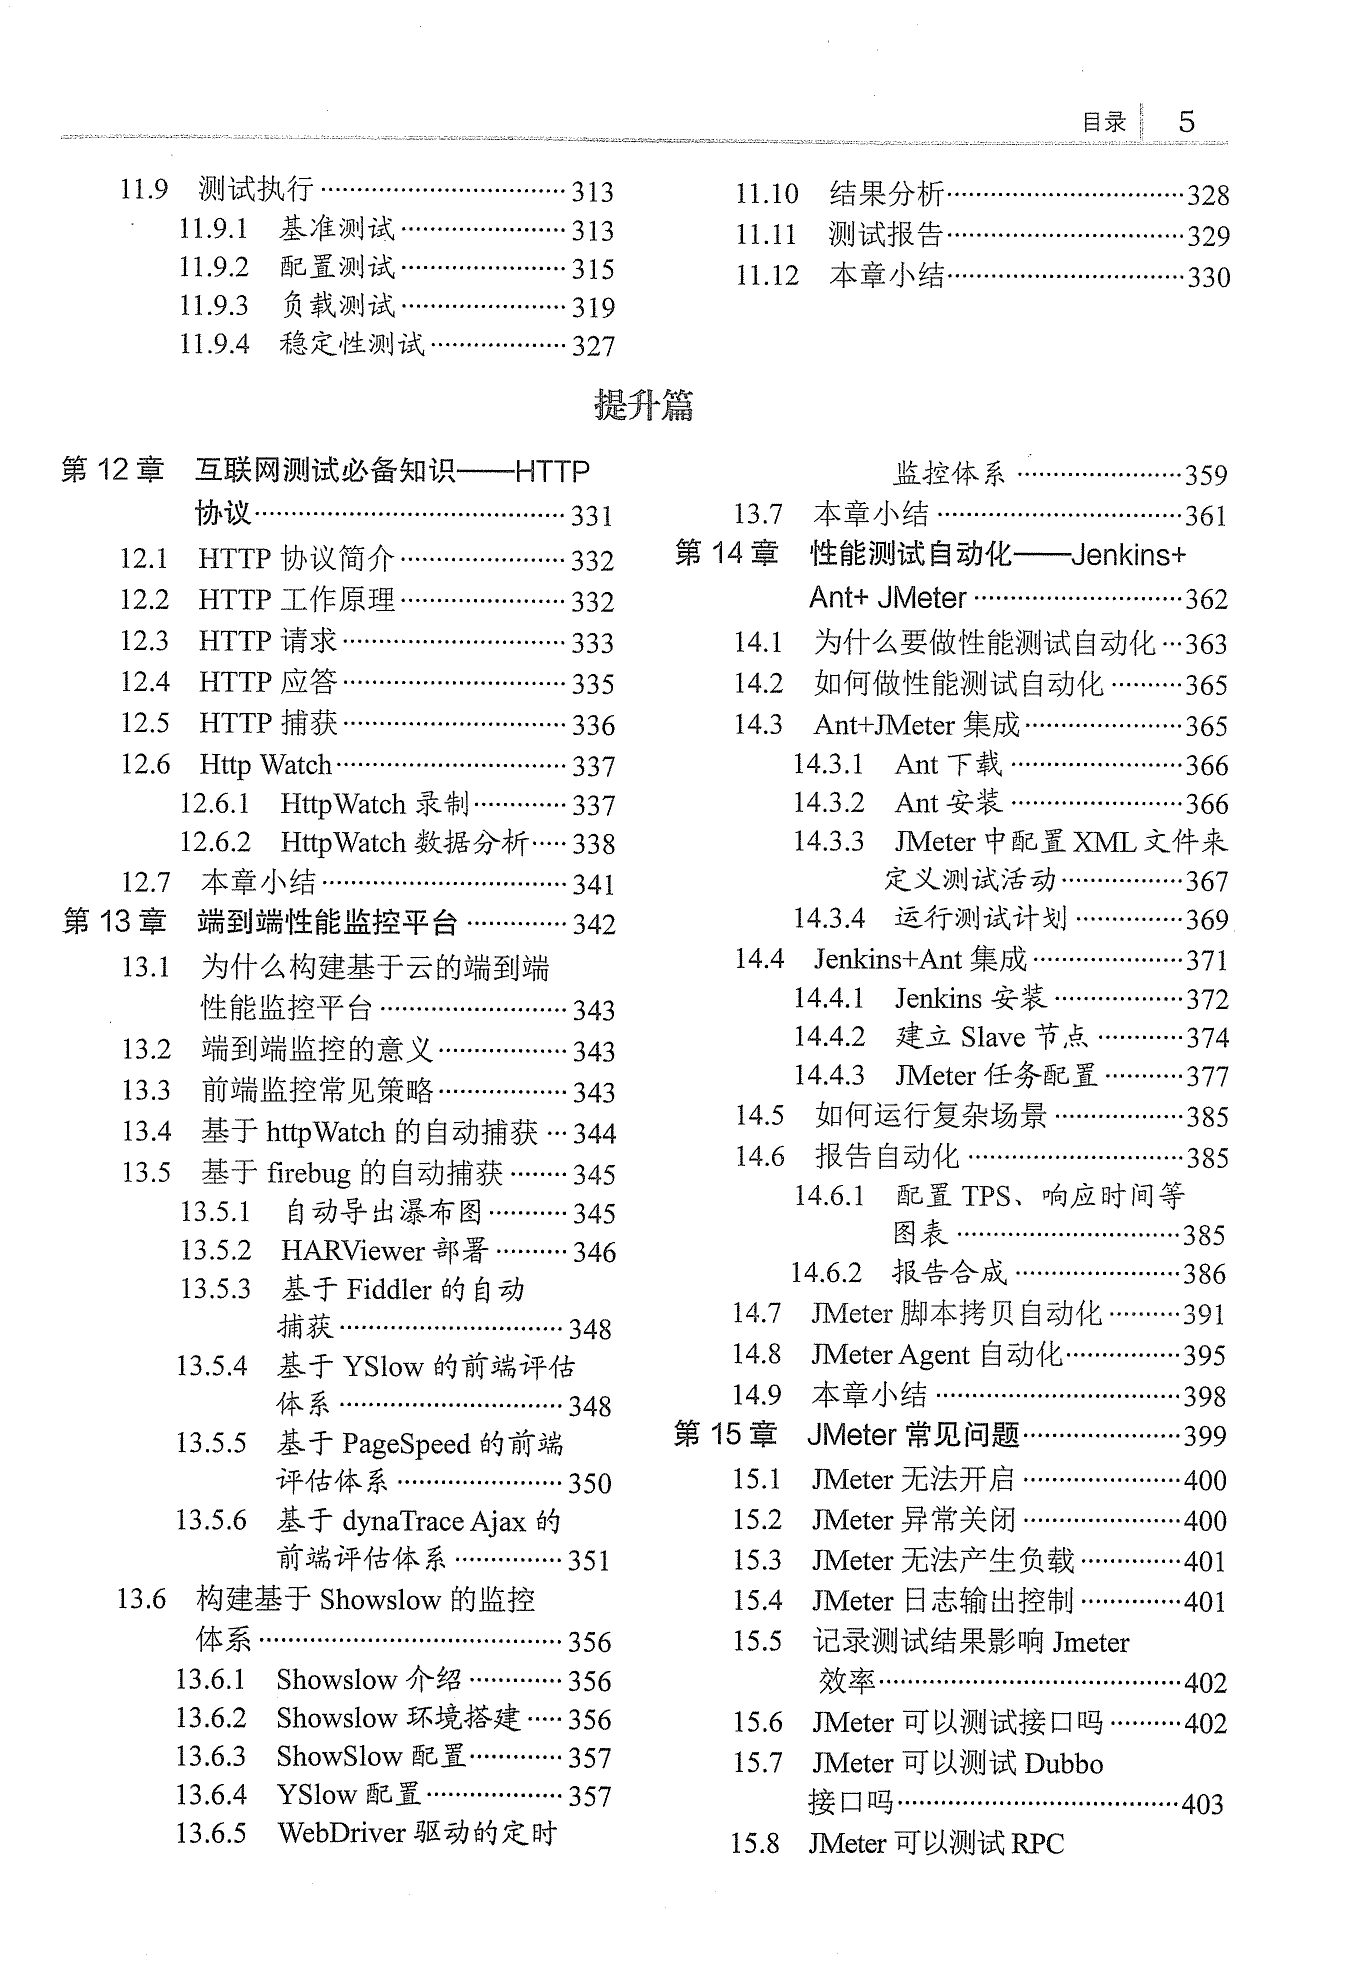 目录 5
11.9 测试执行……………………………313
11.9.1 基准测试…………………313
11.9.2 配置测试…………………315
11.9.3 负载测试…………………319
11.9.4 稳定性测试………………327
11.10 结果分析…………………………328
11.11 测试报告…………………………329
11.12 本章小结…………………………330
提升篇
第 12 章 互联网测试必备知识——HTTP
协议……………………………………331
12.1 HTTP 协议简介…………………332
12.2 HTTP 工作原理…………………332
12.3 HTTP 请求………………………333
12.4 HTTP 应答………………………335
12.5 HTTP 捕获………………………336
12.6 Http Watch…………………………337
12.6.1 HttpWatch 录制…………337
12.6.2 HttpWatch 数据分析……338
12.7 本章小结…………………………341
第 13 章 端到端性能监控平台…………342
13.1 为什么构建基于云的端到端
性能监控平台……………………343
13.2 端到端监控的意义………………343
13.3 前端监控常见策略………………343
13.4 基于 httpWatch 的自动捕获…344
13.5 基于 firebug 的自动捕获………345
13.5.1 自动导出瀑布图…………345
13.5.2 HARViewer 部署…………346
13.5.3 基于 Fiddler 的自动
捕获…………………………348
13.5.4 基于 YSlow 的前端评估
体系…………………………348
13.5.5 基于 PageSpeed 的前端
评估体系…………………350
13.5.6 基于 dynaTrace Ajax 的
前端评估体系……………351
13.6 构建基于 Showslow 的监控
体系…………………………………356
13.6.1 Showslow 介绍…………356
13.6.2 Showslow 环境搭建……356
13.6.3 ShowSlow 配置…………357
13.6.4 YSlow 配置………………357
13.6.5 WebDriver 驱动的定时
监控体系…………………359
13.7 本章小结…………………………361
第 14 章 性能测试自动化——Jenkins+
Ant+ JMeter………………………362
14.1 为什么要做性能测试自动化…363
14.2 如何做性能测试自动化………365
14.3 Ant+JMeter 集成………………365
14.3.1 Ant 下载…………………366
14.3.2 Ant 安装…………………366
14.3.3 JMeter 中配置 XML 文件来
定义测试活动……………367
14.3.4 运行测试计划……………369
14.4 Jenkins+Ant 集成………………371
14.4.1 Jenkins 安装……………372
14.4.2 建立 Slave 节点…………374
14.4.3 JMeter 任务配置…………377
14.5 如何运行复杂场景………………385
14.6 报告自动化………………………385
14.6.1 配置 TPS、响应时间等
图表…………………………385
14.6.2 报告合成…………………386
14.7 JMeter 脚本拷贝自动化………391
14.8 JMeter Agent 自动化……………395
14.9 本章小结…………………………398
第 15 章 JMeter 常见问题………………399
15.1 JMeter 无法开启…………………400
15.2 JMeter 异常关闭…………………400
15.3 JMeter 无法产生负载……………401
15.4 JMeter 日志输出控制……………401
15.5 记录测试结果影响 Jmeter
效率…………………………………402
15.6 JMeter 可以测试接口吗…………402
15.7 JMeter 可以测试 Dubbo
接口吗………………………………403
15.8 JMeter 可以测试 RPC